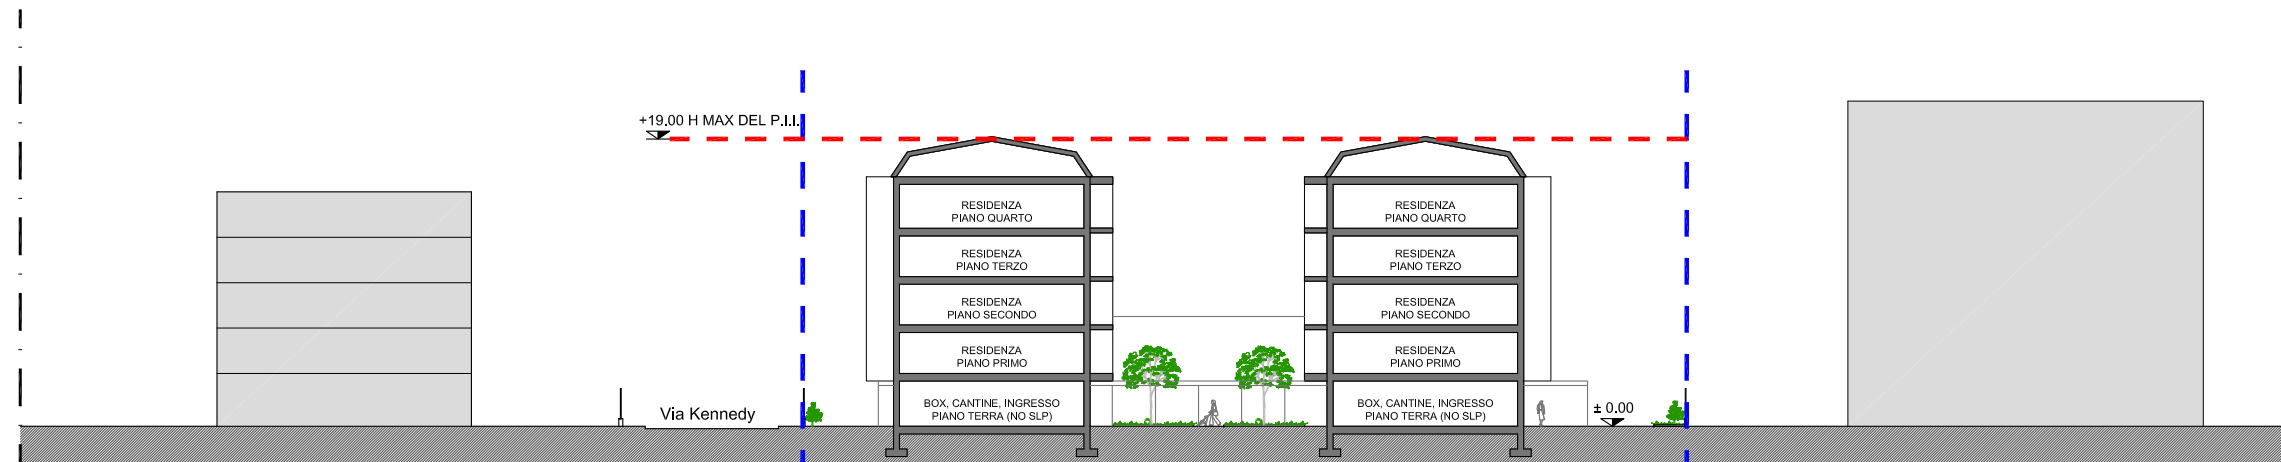 +19.00 H MAX DEL P.I.I.
RESIDENZA
PIANO QUARTO
RESIDENZA
PIANO QUARTO
RESIDENZA
PIANO TERZO
RESIDENZA
PIANO TERZO
RESIDENZA
PIANO SECONDO
RESIDENZA
PIANO SECONDO
RESIDENZA
PIANO PRIMO
RESIDENZA
PIANO PRIMO
Via Kennedy
BOX, CANTINE, INGRESSO
PIANO TERRA (NO SLP)
BOX, CANTINE, INGRESSO
PIANO TERRA (NO SLP)
± 0.00